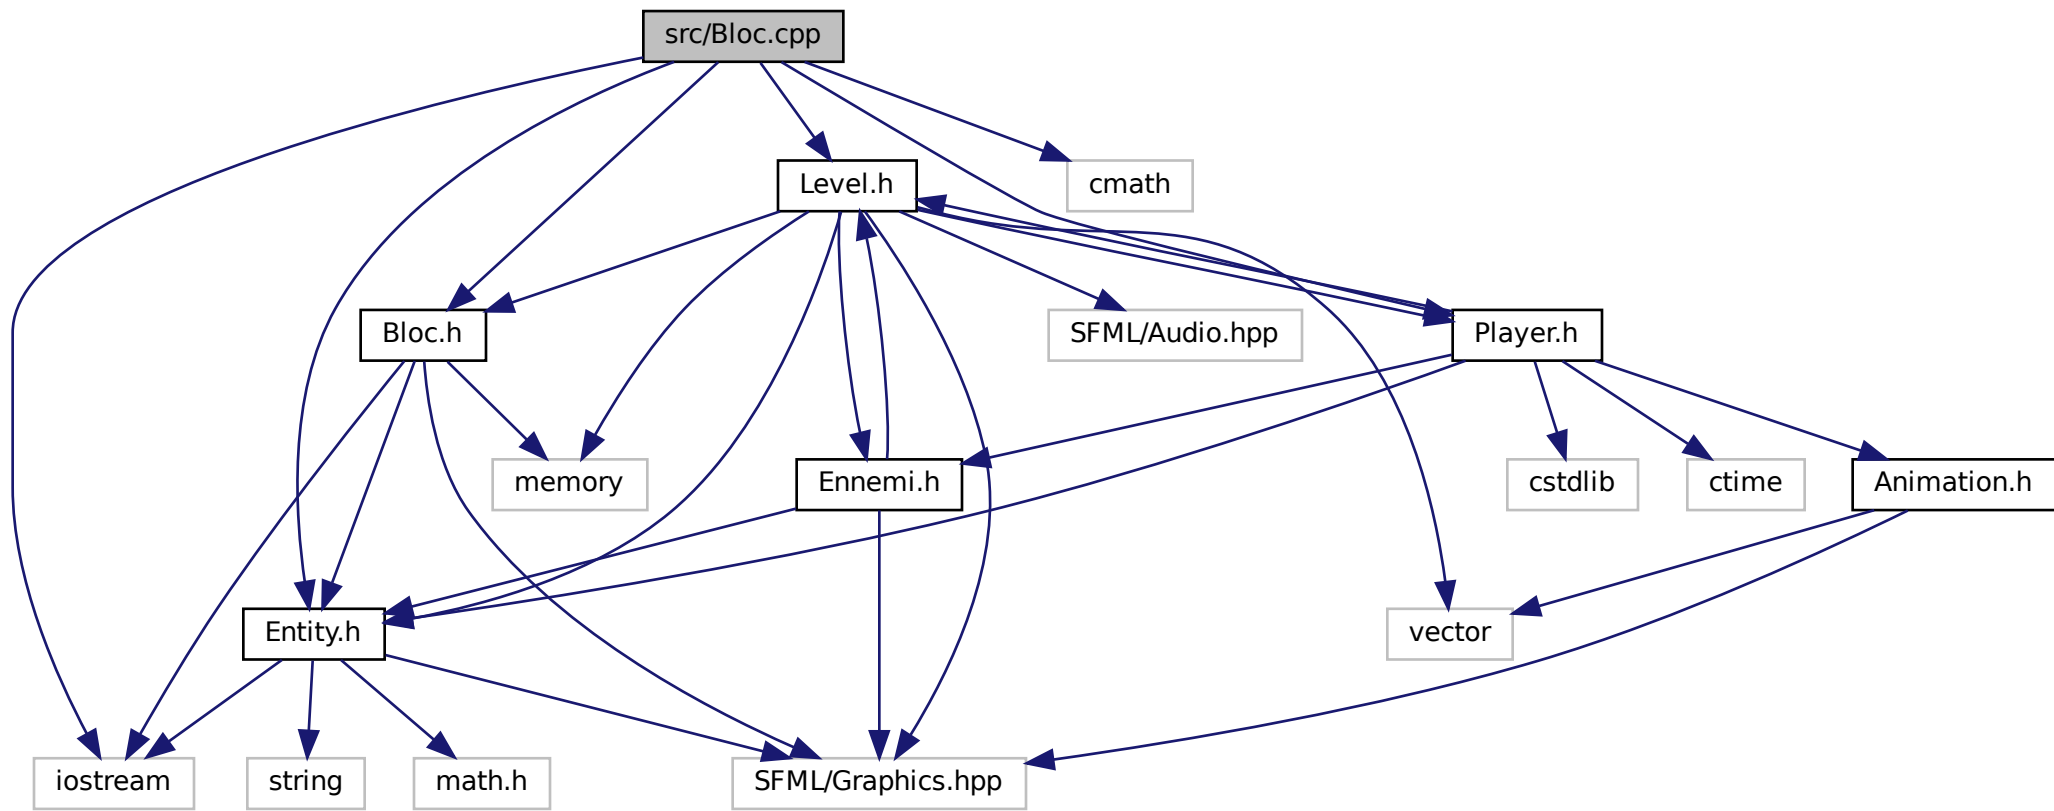 src/Bloc.cpp
Level.h
cmath
Bloc.h
SFML/Audio.hpp
Player.h
memory
Ennemi.h
cstdlib
ctime
Animation.h
Entity.h
vector
iostream
string
math.h
SFML/Graphics.hpp